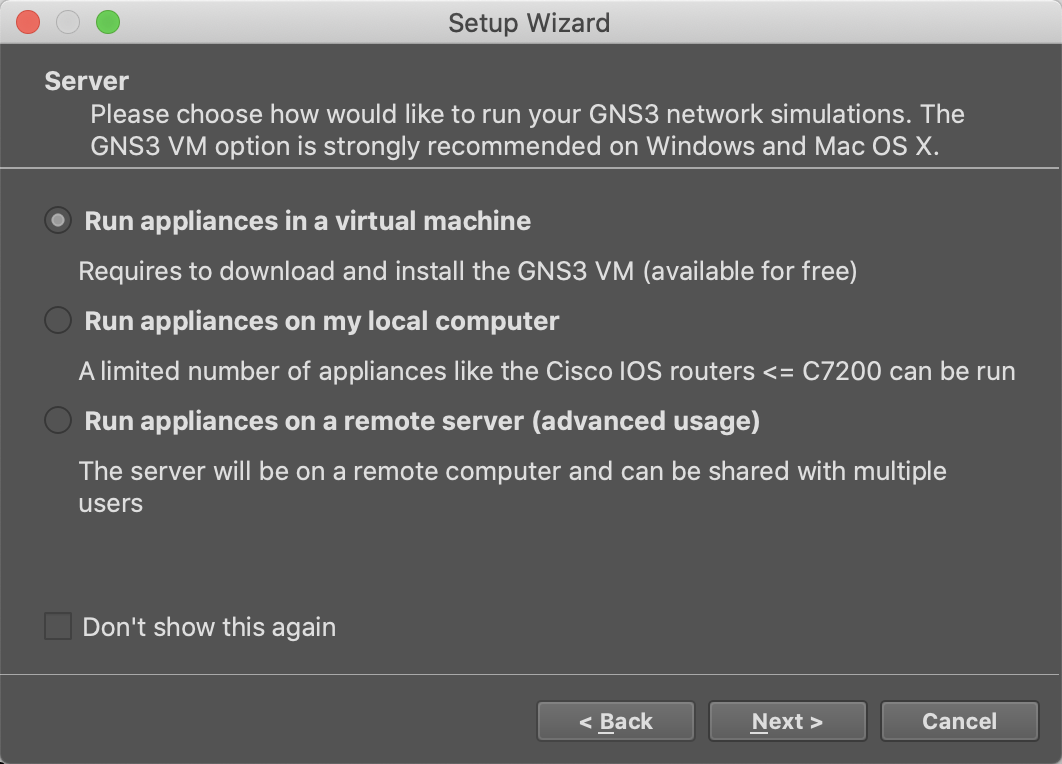 Setup Wizard
Server
Please choose how would like to run your GNS3 network simulations. The
GNS3 VM option is strongly recommended on Windows and Mac OS X.
Run appliances in a virtual machine
Requires to download and install the GNS3 VM (available for free)
Run appliances on my local computer
A limited number of appliances like the Cisco IOS routers <= C7200 can be run
Run appliances on a remote server (advanced usage)
The server will be on a remote computer and can be shared with multiple
users
Don't show this again
< Back Next > Cancel